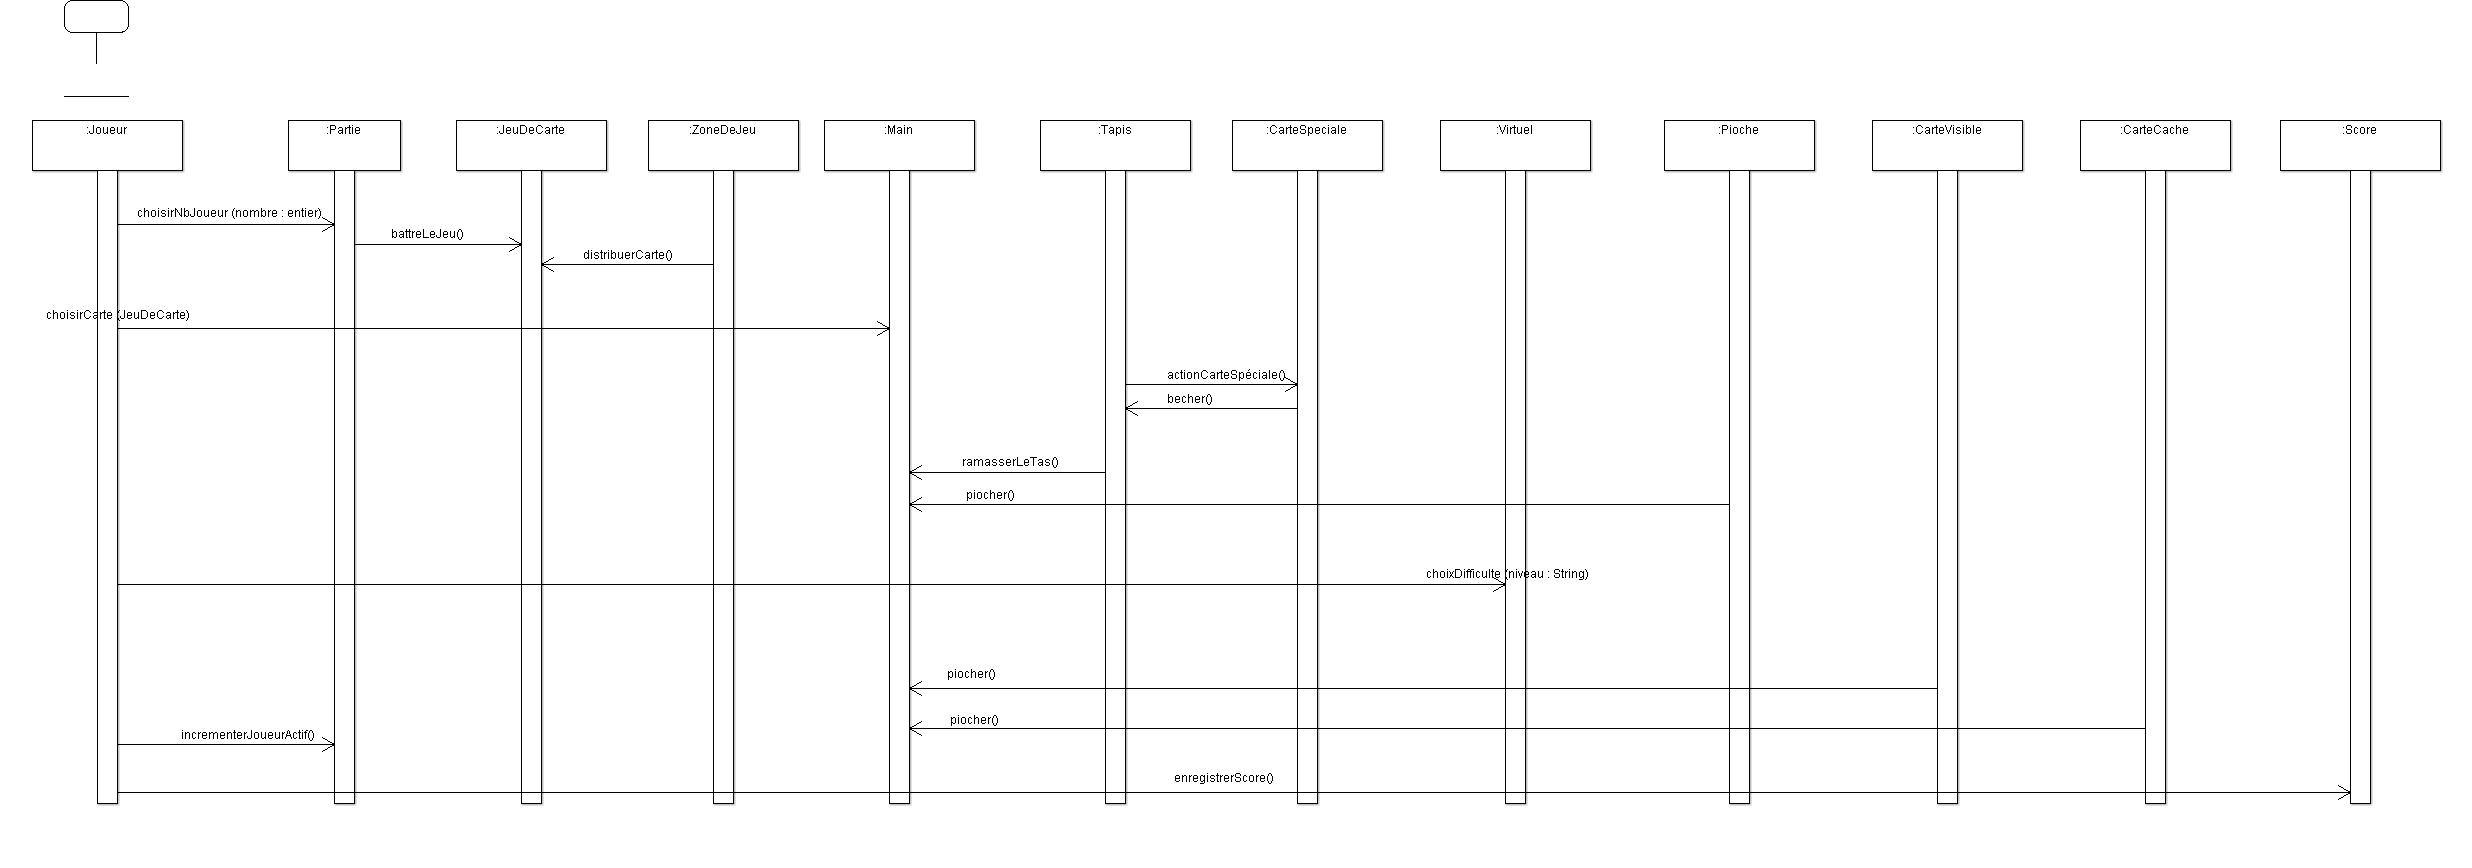 :Joueur
:Partie
:JeuDeCarte
:ZoneDeJeu
:Main
:Tapis
:CarteSpeciale
:Virtuel
:Pioche
:CarteVisible
:CarteCache
:Score
choisirNbJoueur (nombre : entier)
battreLeJeu()
distribuerCarte()
choisirCarte (JeuDeCarte)
actionCarteSpéciale()
becher()
ramasserLeTas()
piocher()
choixDifficulte (niveau : String)
piocher()
piocher()
incrementerJoueurActif()
enregistrerScore()